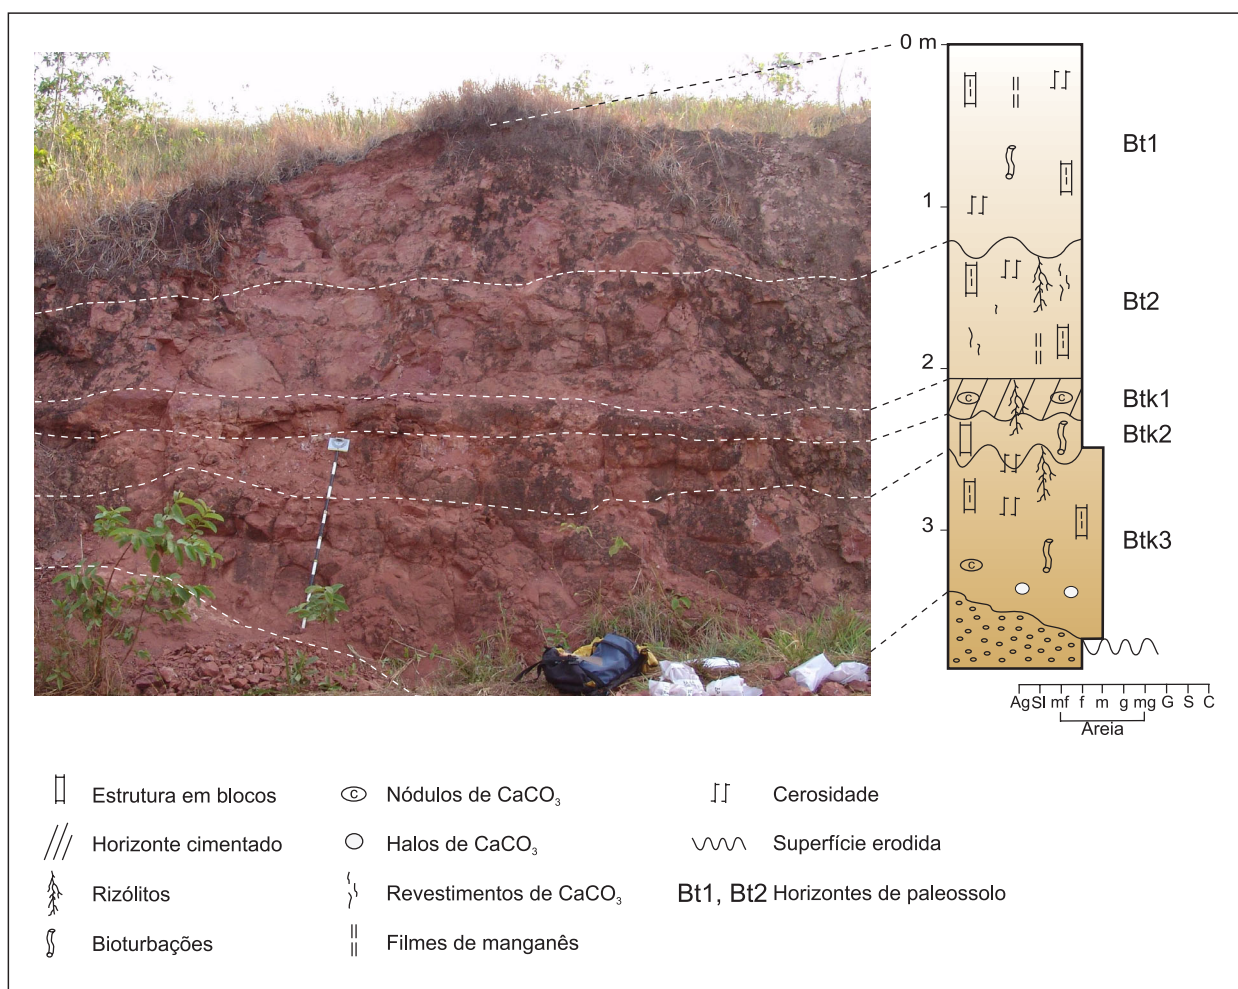 0 m
Bt1
1
Bt2
2
Btk1
C C
Btk2
3
Btk3
C
Ag Sl mf f m g mg G S C
Areia
Estrutura em blocos
C Nódulos de CaCO₃
Cerosidade
Horizonte cimentado
Halos de CaCO₃
Superfície erodida
Rizólitos
Revestimentos de CaCO₃
Bt1, Bt2 Horizontes de paleossolo
Bioturbações
Filmes de manganês